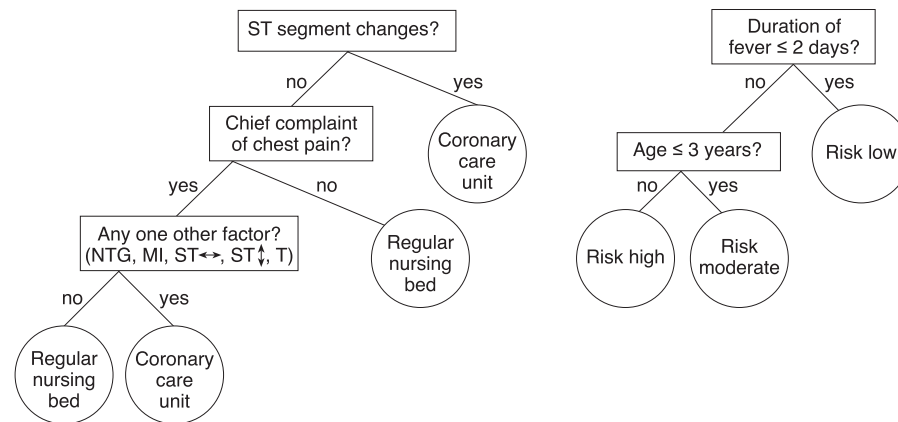 ST segment changes?
no
yes
Chief complaint
of chest pain?
Coronary
care
unit
yes
no
Any one other factor?
(NTG, MI, ST↔, ST↕, T)
Regular
nursing
bed
no
yes
Regular
nursing
bed
Coronary
care
unit
Duration of
fever ≤ 2 days?
no
yes
Age ≤ 3 years?
Risk low
no
yes
Risk high
Risk
moderate